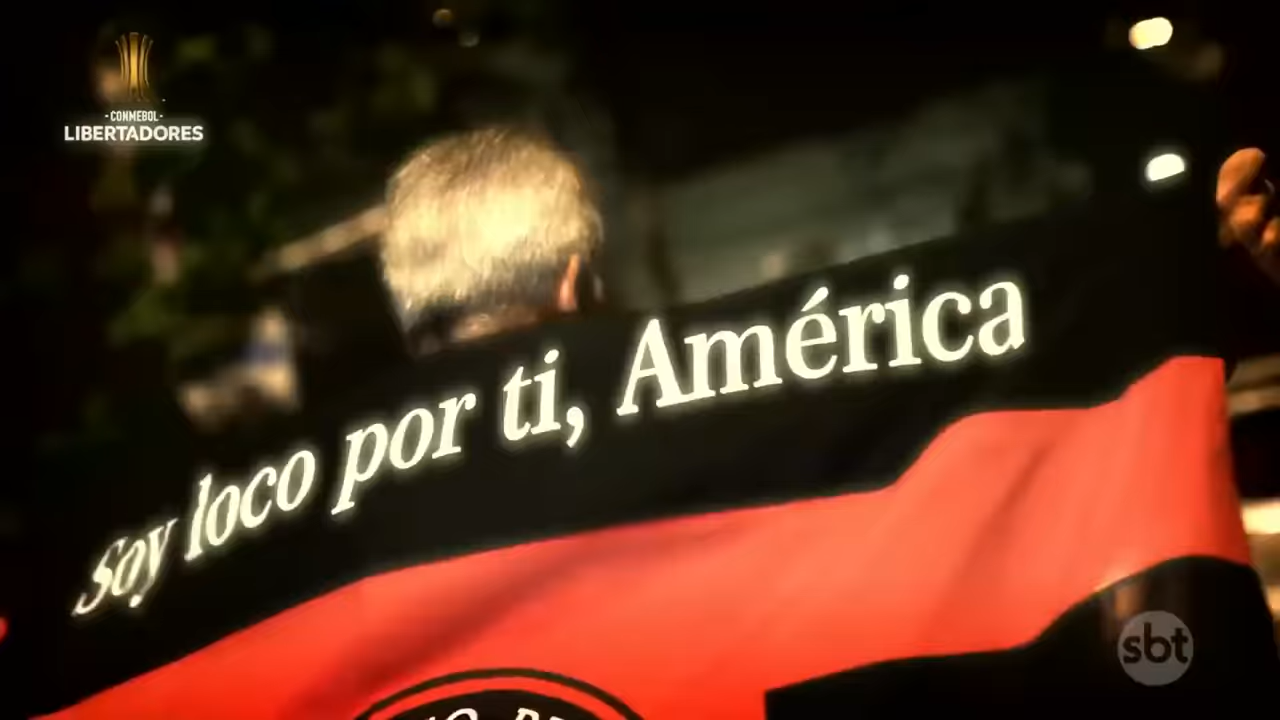 - CONMEBOL -
LIBERTADORES
Soy loco por ti, América
sbt